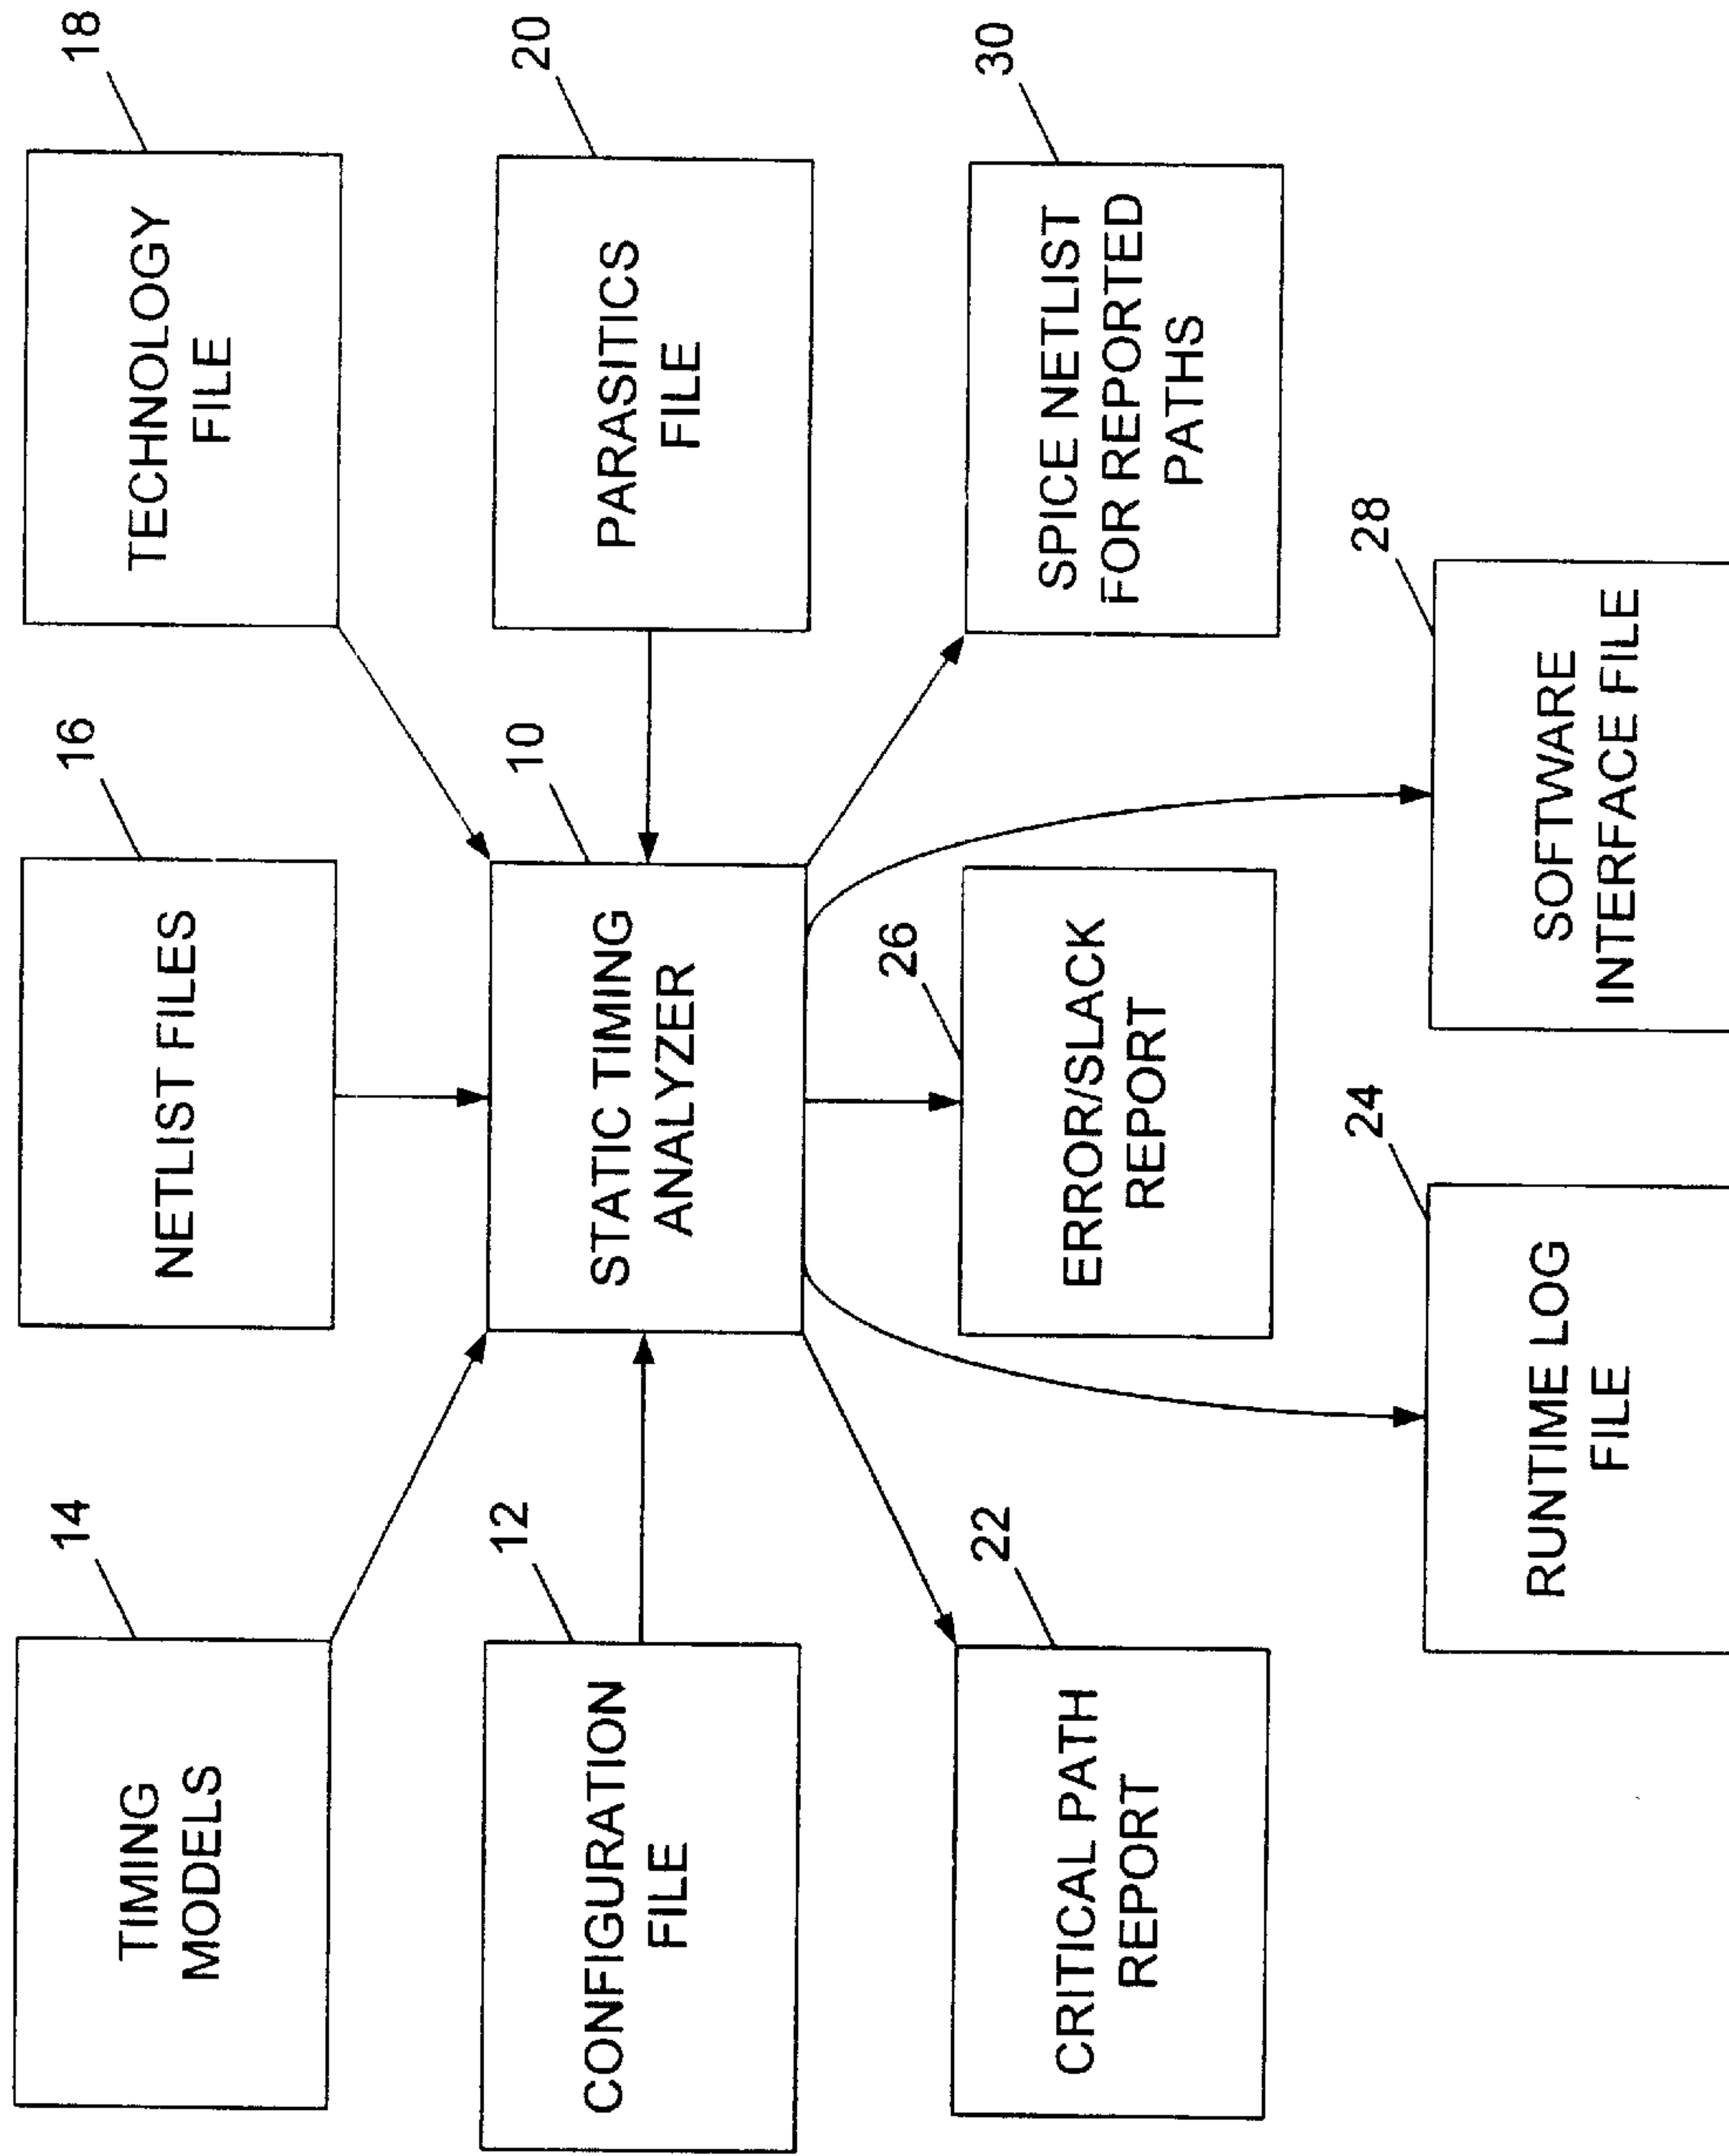 14
TIMING
MODELS
16
NETLIST FILES
18
TECHNOLOGY
FILE
12
CONFIGURATION
FILE
10
STATIC TIMING
ANALYZER
20
PARASITICS
FILE
22
CRITICAL PATH
REPORT
26
ERROR/SLACK
REPORT
30
SPICE NETLIST
FOR REPORTED
PATHS
24
RUNTIME LOG
FILE
28
SOFTWARE
INTERFACE FILE